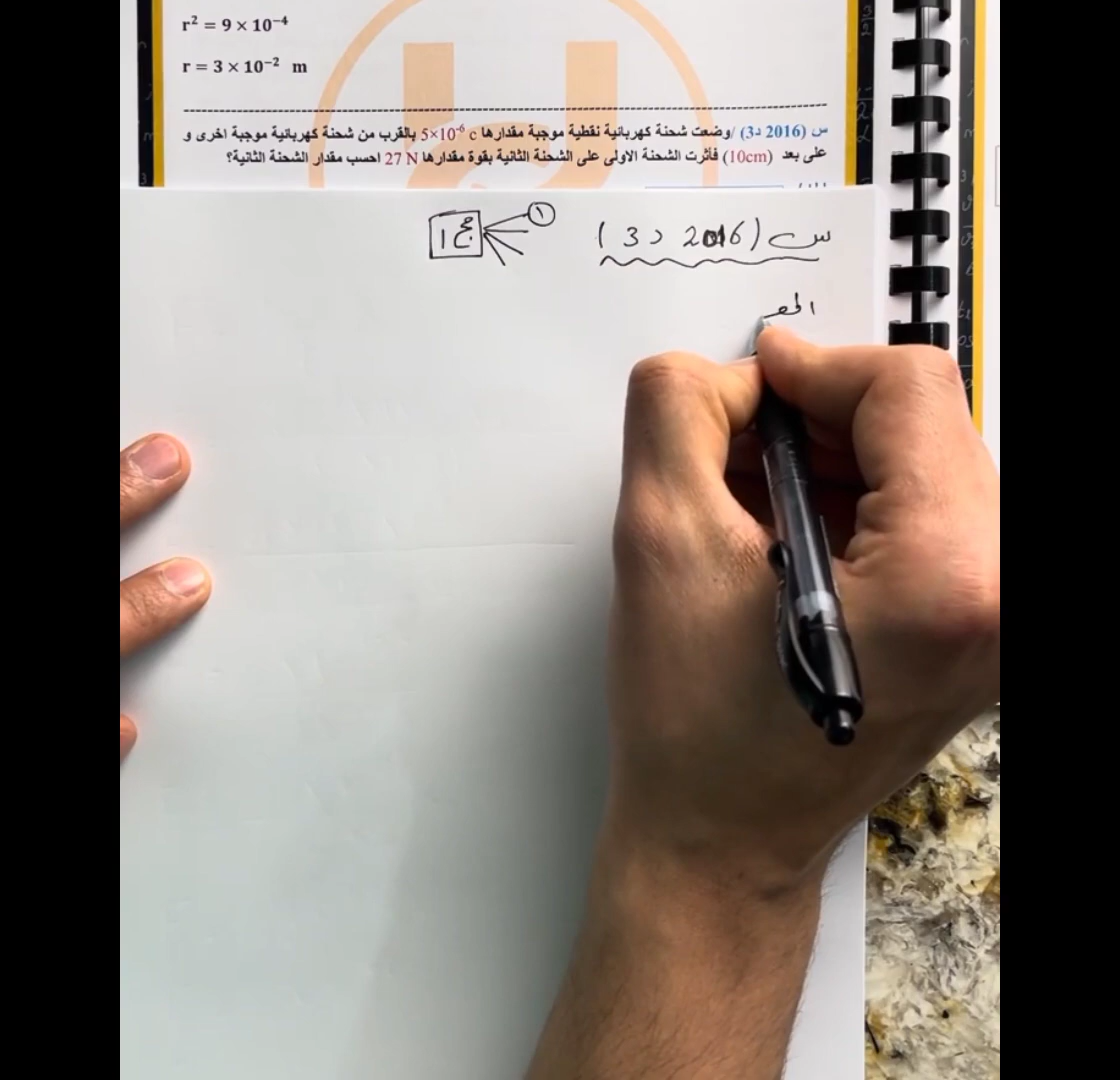 r² = 9 × 10⁻⁴
r = 3 × 10⁻² m
س (2016 د3) /وضعت شحنة كهربائية نقطية موجبة مقدارها 5×10⁻⁶ c بالقرب من شحنة كهربائية موجبة اخرى و
على بعد (10cm) فأثرت الشحنة الاولى على الشحنة الثانية بقوة مقدارها 27 N احسب مقدار الشحنة الثانية؟
س (2016 د 3) ١
المع